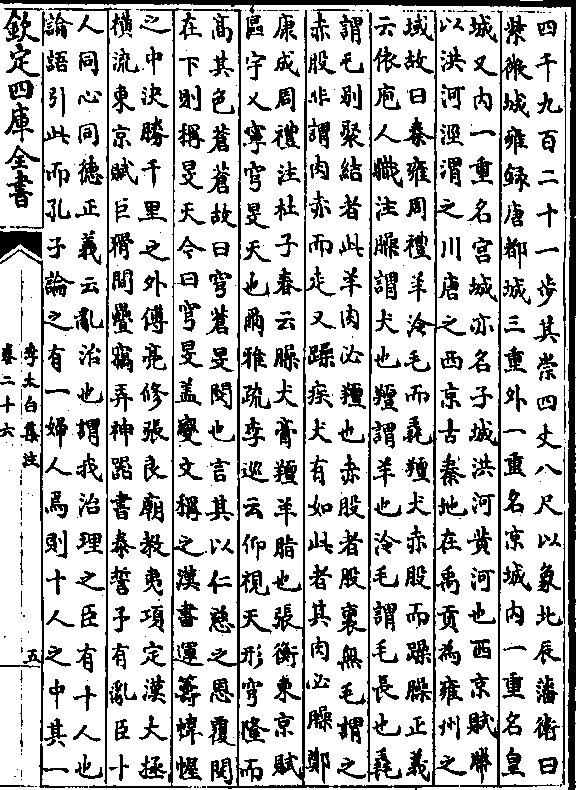 四千九百二十一步其崇四丈八尺以象北辰藩衛曰
紫微城雍録唐都城三重外一重名京城内一重名皇
城又内一重名宫城亦名子城洪河黄河也西京賦帶
以洪河涇渭之川唐之西京古秦地在禹貢為雍州之
域故曰秦雍周禮羊泠毛而毳羶犬赤股而躁臊正義
云依庖人職注臊謂犬也羶謂羊也泠毛謂毛長也毳
謂毛别聚結者此羊肉必羶也赤股者股裏無毛謂之
赤股非謂肉赤而走又躁疾犬有如此者其肉必臊鄭
康成周禮注杜子春云臊犬膏羶羊脂也張衡東京賦
區宇乂寧穹旻天也爾雅疏李廵云仰視天形穹隆而
高其色蒼蒼故曰穹蒼旻閔也言其以仁慈之恩覆閔
在下則稱旻天今曰穹旻蓋變文稱之漢書運籌幃幄
之中決勝千里之外傅亮修張良廟教夷項定漢大拯
横流東京賦巨猾間舋竊弄神器書泰誓予有亂臣十
人同心同德正義云亂治也謂我治理之臣有十人也
論語引此而孔子論之有一婦人焉則十人之中其一
欽定四庫全書
李太白集注
卷二十六
五